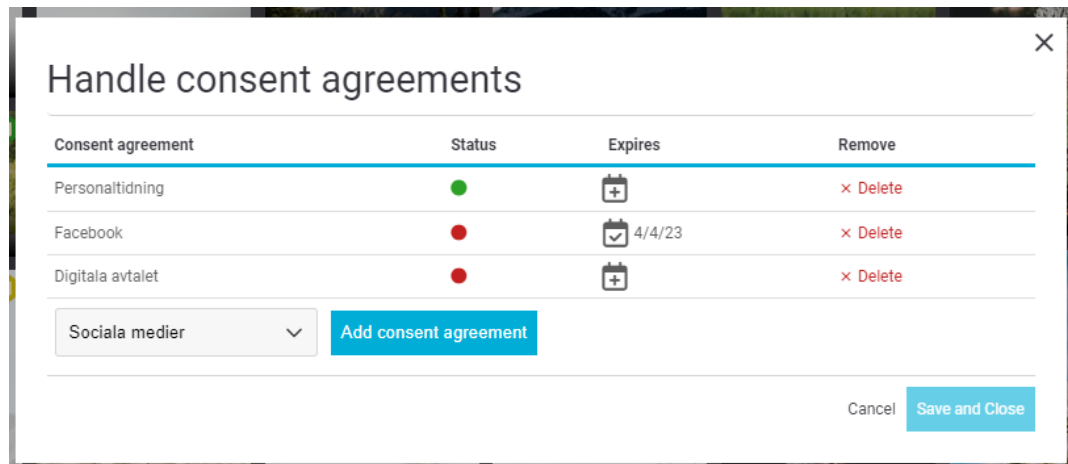 Handle consent agreements
Consent agreement Status Expires Remove
Personaltidning × Delete
Facebook 4/4/23 × Delete
Digitala avtalet × Delete
Sociala medier Add consent agreement
Cancel Save and Close